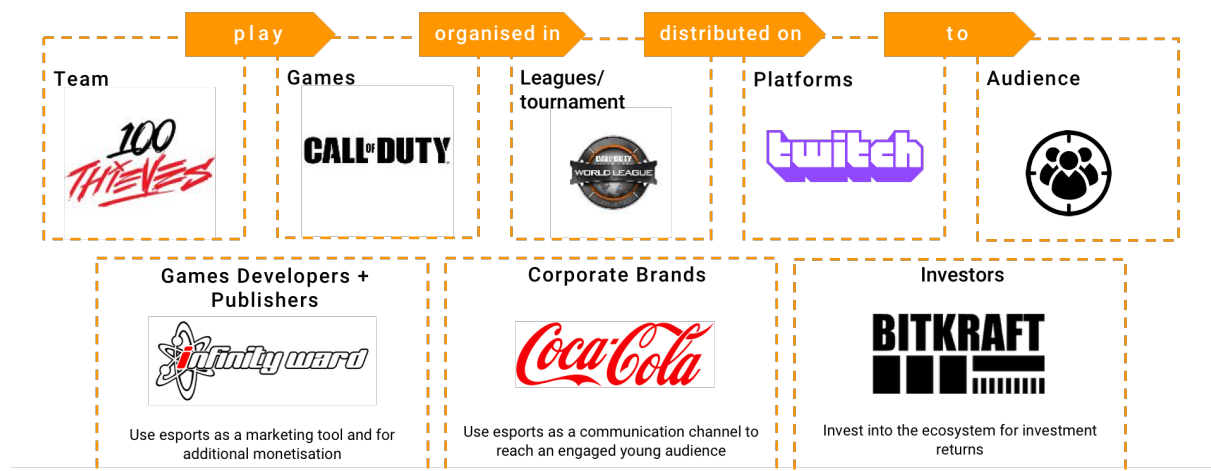 play
organised in
distributed on
to
Team
Games
Leagues/
tournament
Platforms
Audience
100
THIEVES
CALL OF DUTY
CALL OF DUTY
WORLD LEAGUE
twitch
Games Developers +
Publishers
Corporate Brands
Investors
infinity ward
Coca-Cola
BITKRAFT
Use esports as a marketing tool and for
additional monetisation
Use esports as a communication channel to
reach an engaged young audience
Invest into the ecosystem for investment
returns